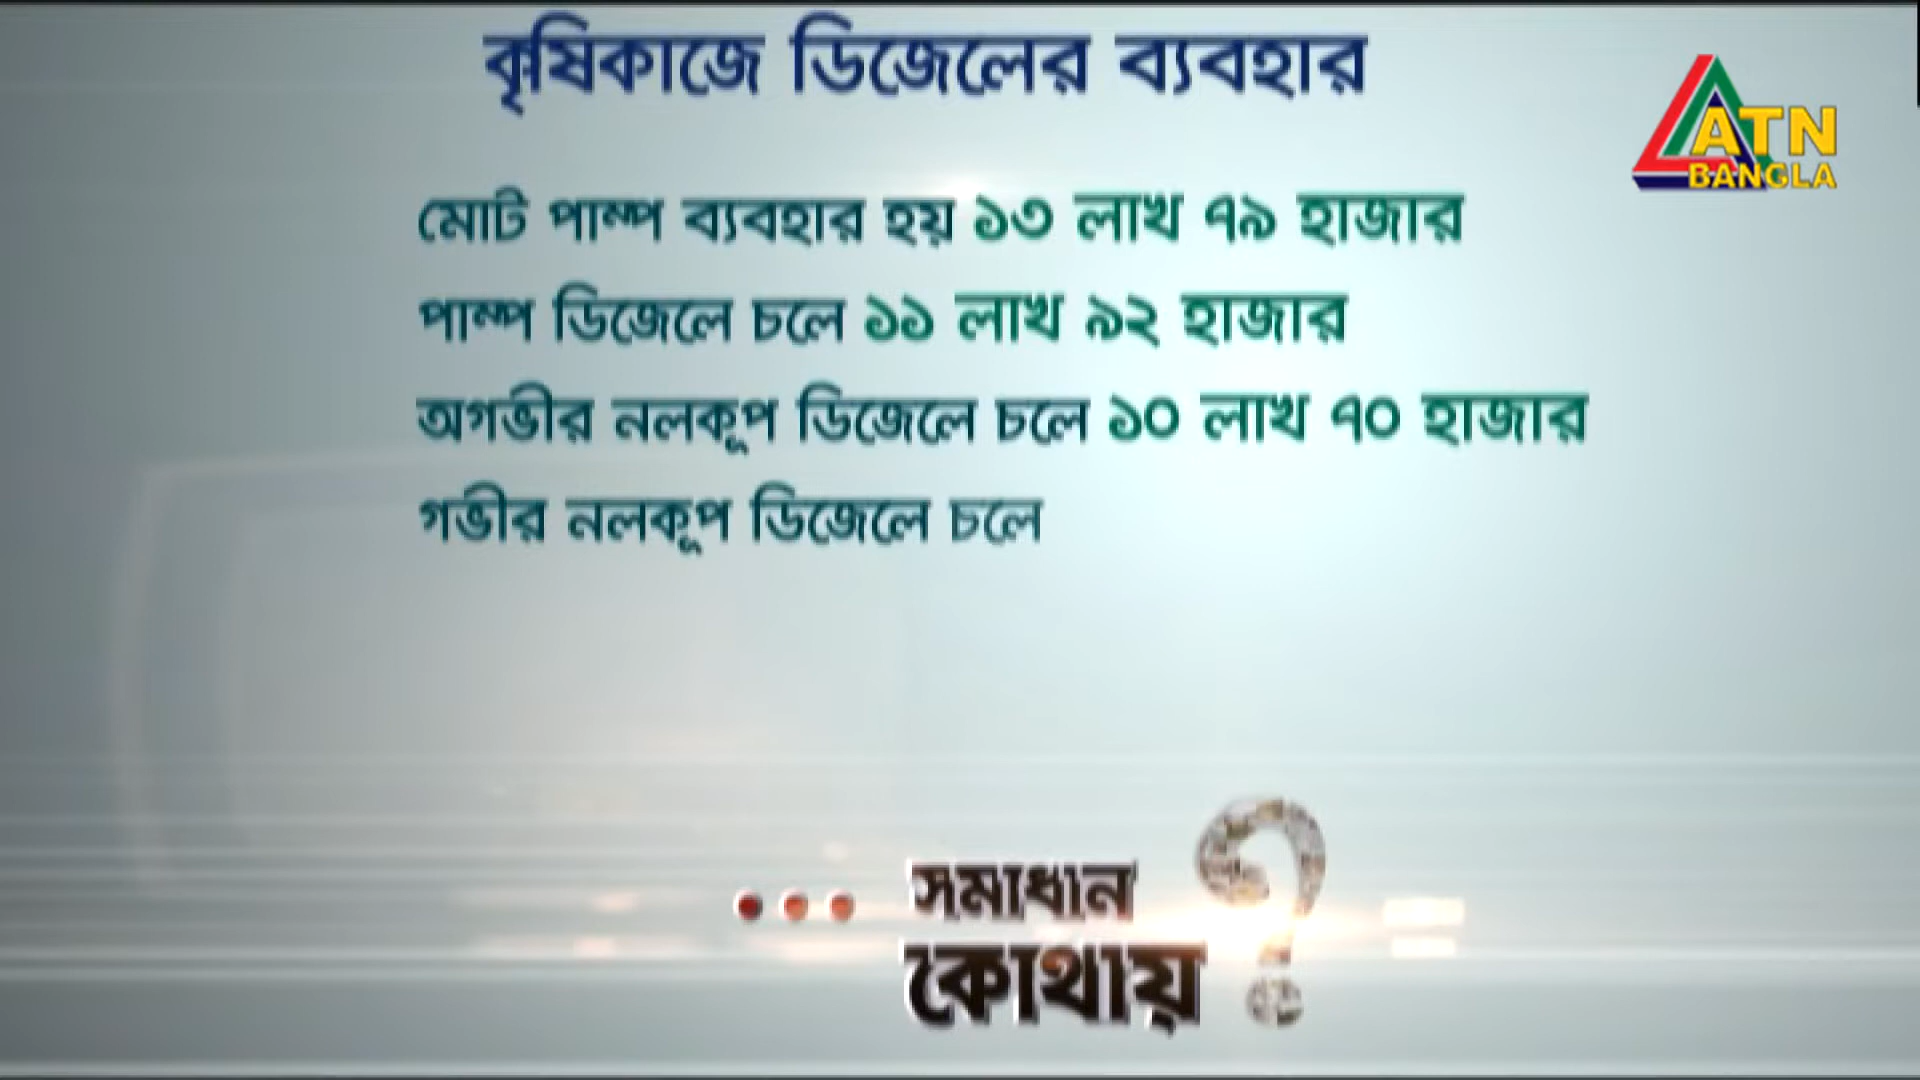 কৃষিকাজে ডিজেলের ব্যবহার
ATN
BANGLA
মোট পাম্প ব্যবহার হয় ১৩ লাখ ৭৯ হাজার
পাম্প ডিজেলে চলে ১১ লাখ ৯২ হাজার
অগভীর নলকূপ ডিজেলে চলে ১০ লাখ ৭০ হাজার
গভীর নলকূপ ডিজেলে চলে
... সমাধান
কোথায় ?